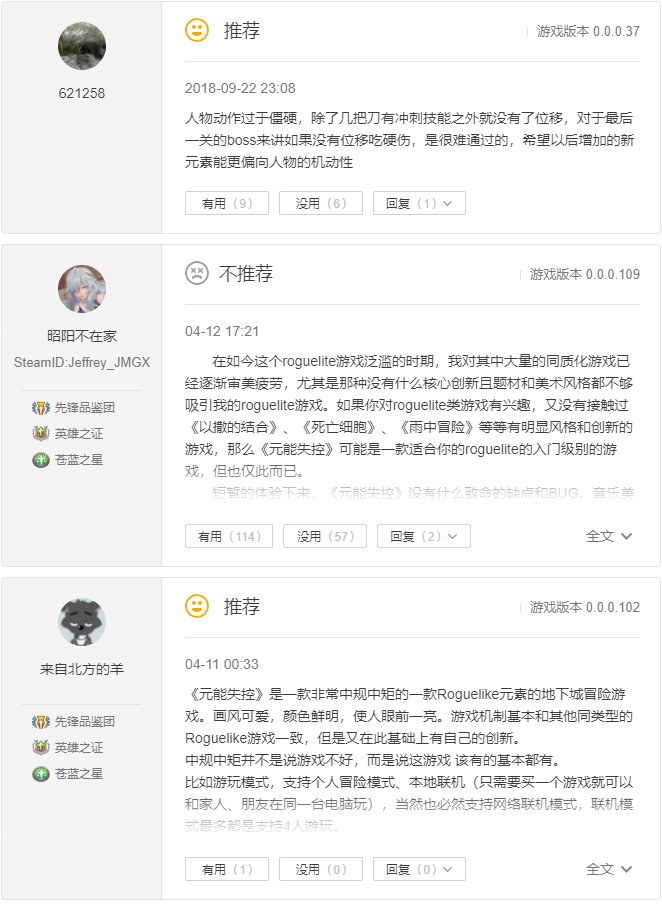 推荐
游戏版本 0.0.0.37
621258
2018-09-22 23:08
人物动作过于僵硬，除了几把刀有冲刺技能之外就没有了位移，对于最后
一关的boss来讲如果没有位移吃硬伤，是很难通过的，希望以后增加的新
元素能更偏向人物的机动性
有用（9） 没用（6） 回复（1）
不推荐
游戏版本 0.0.0.109
昭阳不在家
SteamID:Jeffrey_JMGX
先锋品鉴团
英雄之证
苍蓝之星
04-12 17:21
在如今这个roguelite游戏泛滥的时期，我对其中大量的同质化游戏已
经逐渐审美疲劳，尤其是那种没有什么核心创新且题材和美术风格都不够
吸引我的roguelite游戏。如果你对roguelite类游戏有兴趣，又没有接触过
《以撒的结合》、《死亡细胞》、《雨中冒险》等等有明显风格和创新的
游戏，那么《元能失控》可能是一款适合你的roguelite的入门级别的游
戏，但也仅此而已。
短暂的体验下来，《元能失控》没有什么致命的缺点和BUG。音乐美
有用（114） 没用（57） 回复（2） 全文
推荐
游戏版本 0.0.0.102
来自北方的羊
先锋品鉴团
英雄之证
苍蓝之星
04-11 00:33
《元能失控》是一款非常中规中矩的一款Roguelike元素的地下城冒险游
戏。画风可爱，颜色鲜明，使人眼前一亮。游戏机制基本和其他同类型的
Roguelike游戏一致，但是又在此基础上有自己的创新。
中规中矩并不是说游戏不好，而是说这游戏 该有的基本都有。
比如游玩模式，支持个人冒险模式、本地联机（只需要买一个游戏就可以
和家人、朋友在同一台电脑玩），当然也必然支持网络联机模式，联机模
式最多都是支持4人游玩。
有用（1） 没用（0） 回复（0） 全文